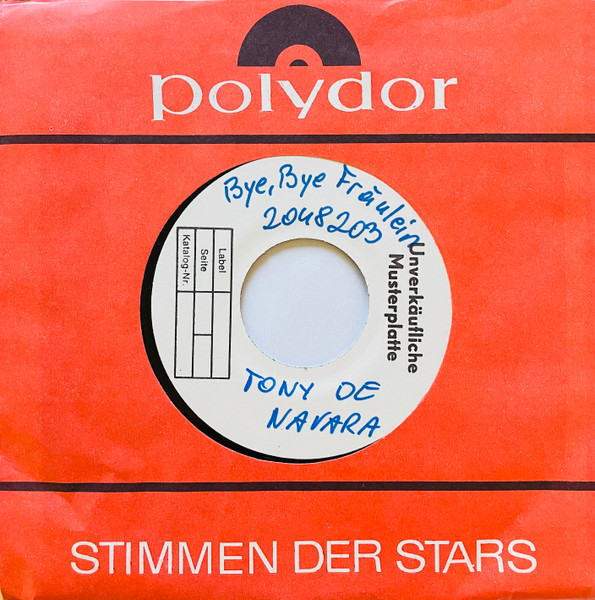 polydor
Bye, Bye Fräulein
2048203
Unverkäufliche
Musterplatte
Label
Seite
Katalog-Nr.
TONY DE
NAVARA
STIMMEN DER STARS